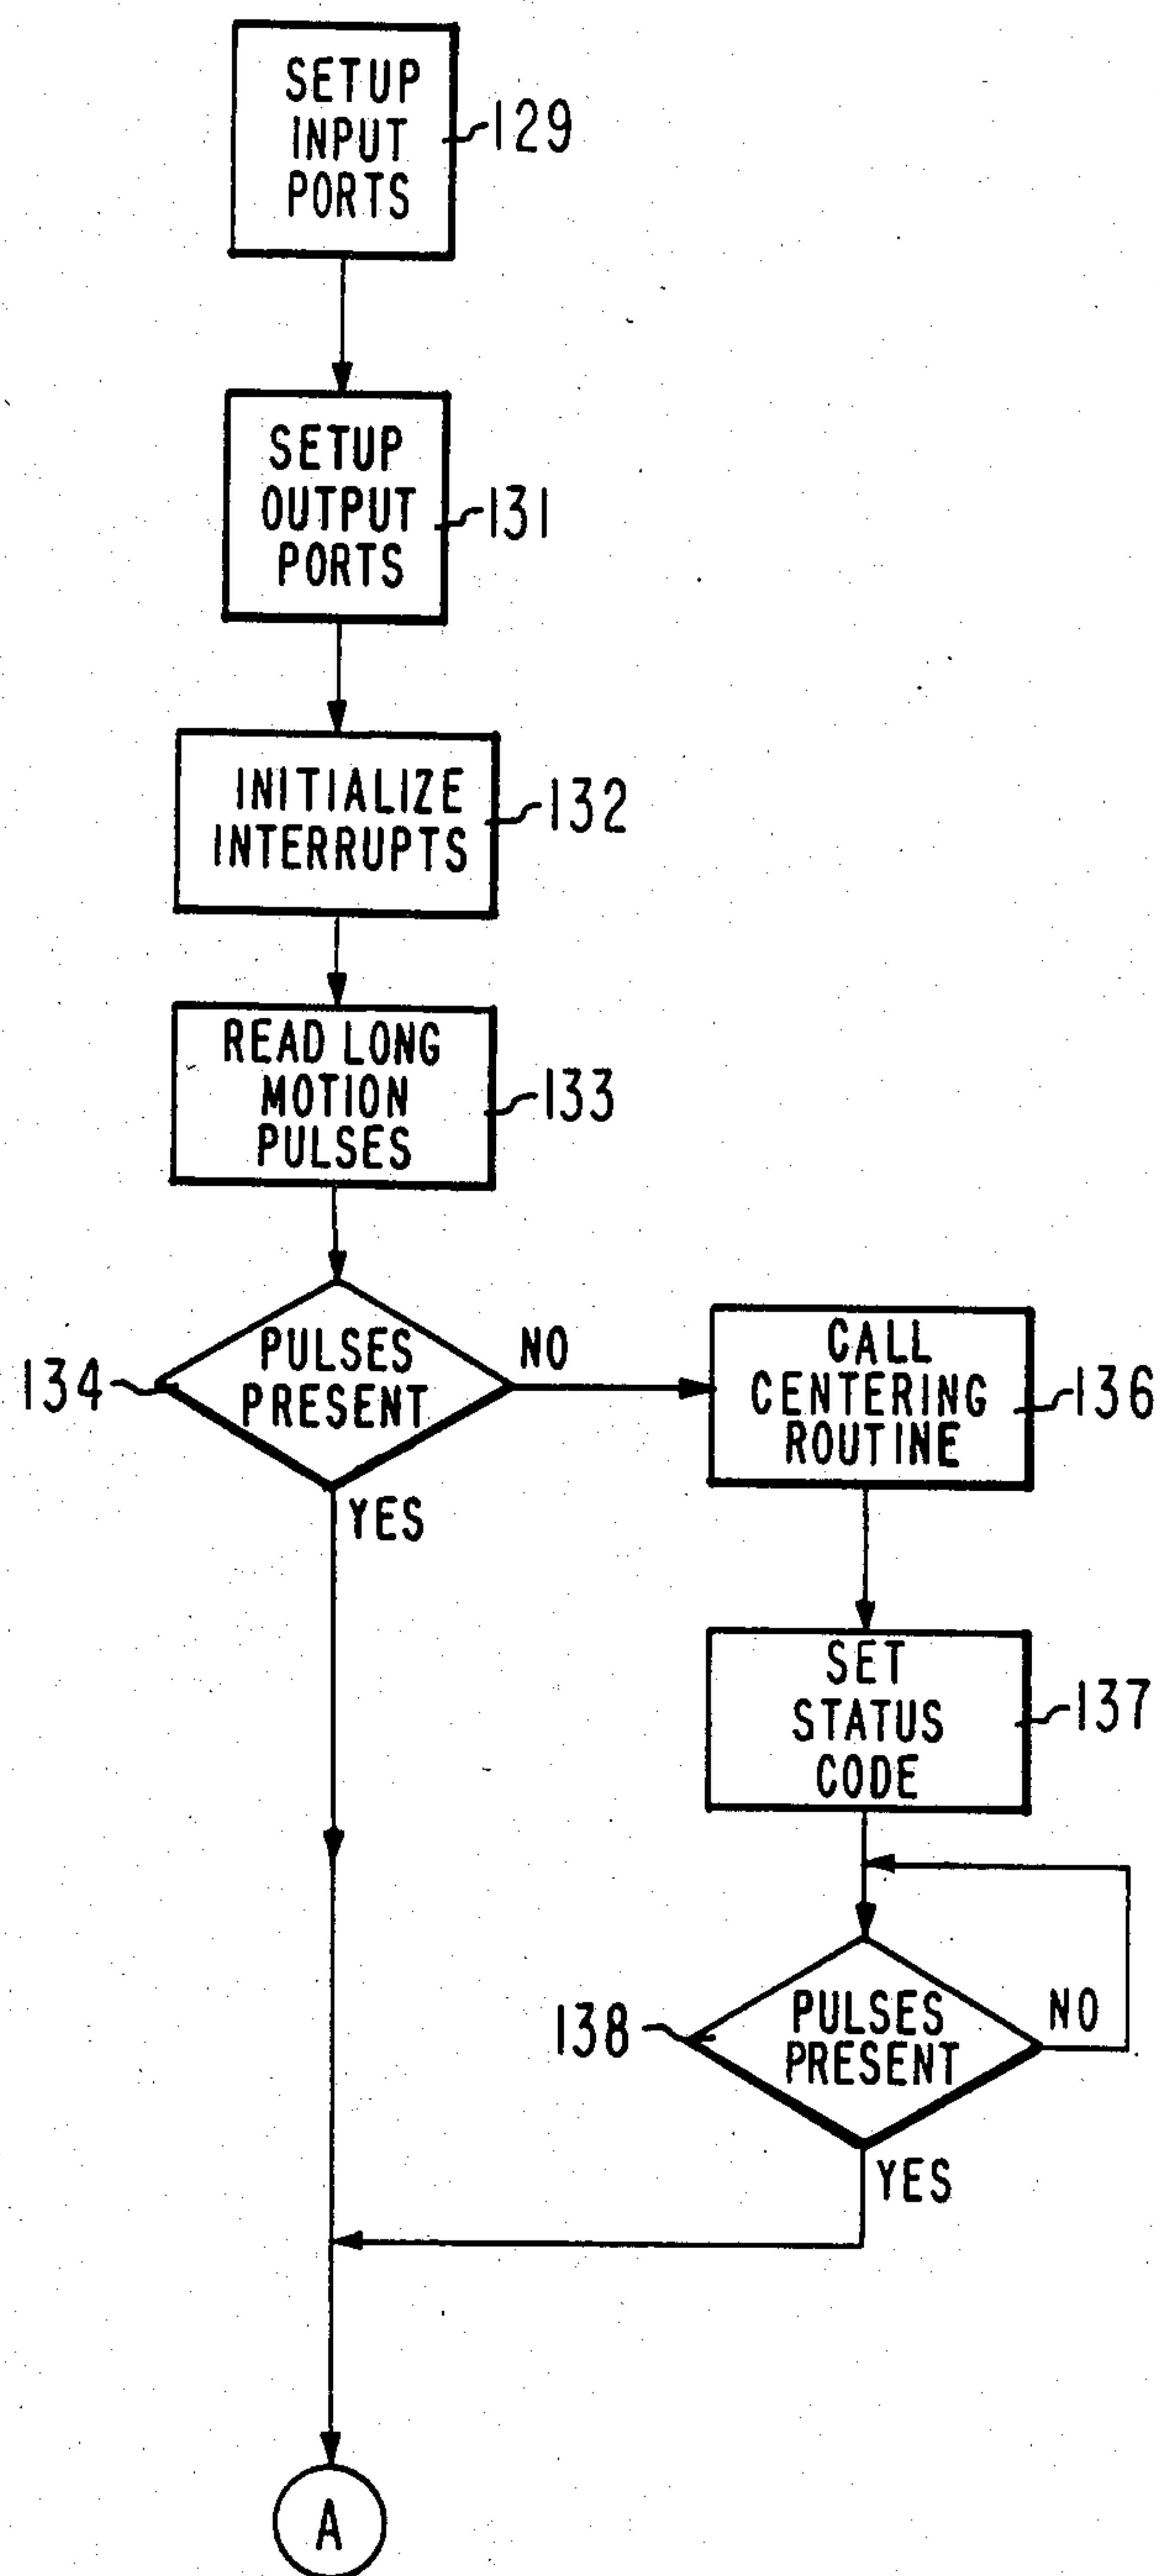 SETUP
INPUT
PORTS
129
SETUP
OUTPUT
PORTS
131
INITIALIZE
INTERRUPTS
132
READ LONG
MOTION
PULSES
133
134
PULSES
PRESENT
NO
YES
CALL
CENTERING
ROUTINE
136
SET
STATUS
CODE
137
138
PULSES
PRESENT
NO
YES
A